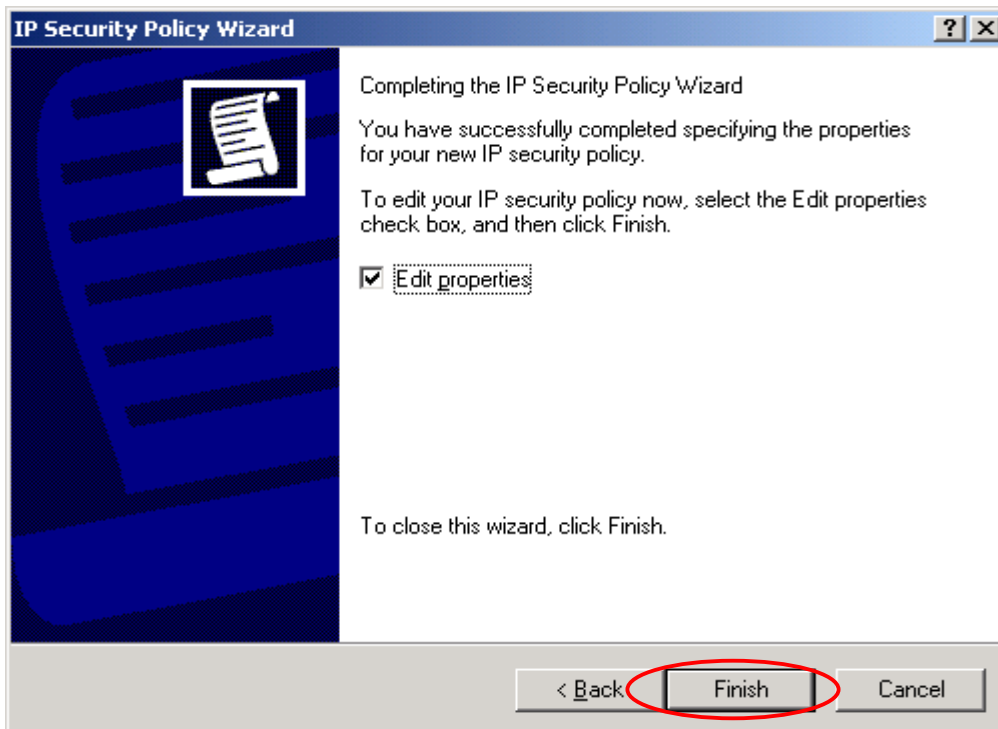 IP Security Policy Wizard
Completing the IP Security Policy Wizard
You have successfully completed specifying the properties
for your new IP security policy.
To edit your IP security policy now, select the Edit properties
check box, and then click Finish.
Edit properties
To close this wizard, click Finish.
< Back
Finish
Cancel